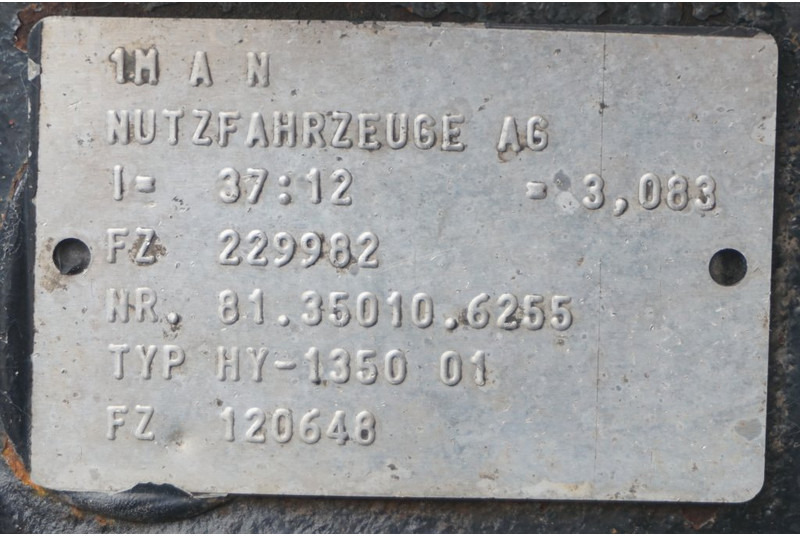 1M A N
NUTZFAHRZEUGE AG
I= 37:12 = 3,083
FZ 229982
NR. 81.35010.6255
TYP HY-1350 01
FZ 120648